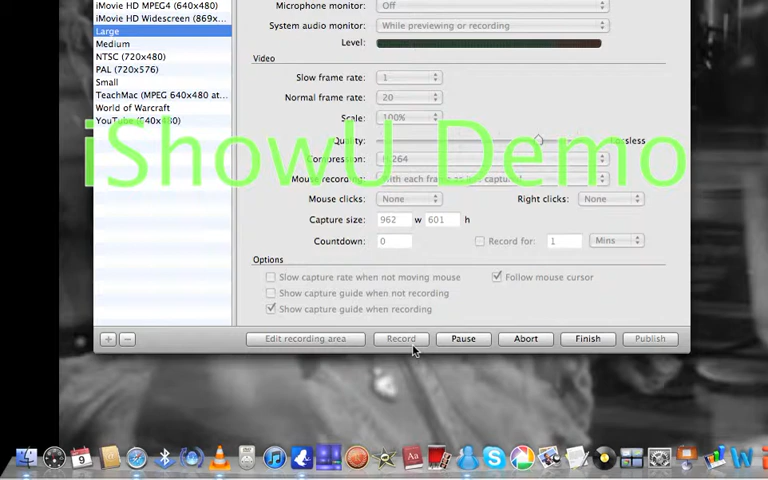 iMovie HD MPEG4 (640x480)
iMovie HD Widescreen (869x...
Large
Medium
NTSC (720x480)
PAL (720x576)
Small
TeachMac (MPEG 640x480 at...
World of Warcraft
YouTube (640x480)
Microphone monitor: Off
System audio monitor: While previewing or recording
Level:
Video
Slow frame rate: 1
Normal frame rate: 20
Scale: 100%
Quality: Lossless
Compression: H.264
Mouse recording: With each frame as it's captured
Mouse clicks: None Right clicks: None
Capture size: 962 w 601 h
Countdown: 0 Record for: 1 Mins
Options
Slow capture rate when not moving mouse Follow mouse cursor
Show capture guide when not recording
Show capture guide when recording
+ − Edit recording area Record Pause Abort Finish Publish
iShowU Demo
9
Aa
W